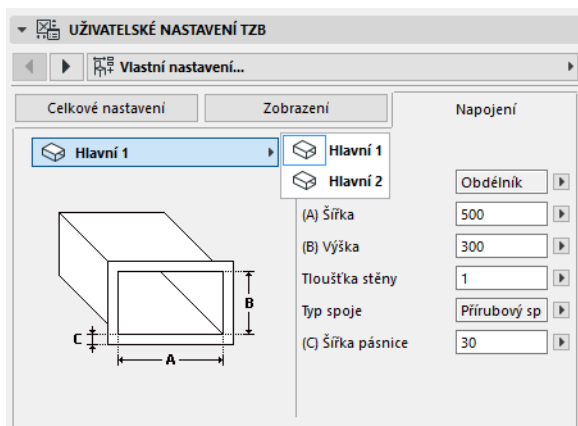 UŽIVATELSKÉ NASTAVENÍ TZB
Vlastní nastavení...
Celkové nastavení Zobrazení Napojení
Hlavní 1 Hlavní 1
Hlavní 2
Obdélník
(A) Šířka 500
(B) Výška 300
Tloušťka stěny 1
Typ spoje Přírubový sp
(C) Šířka pásnice 30
B
C
A